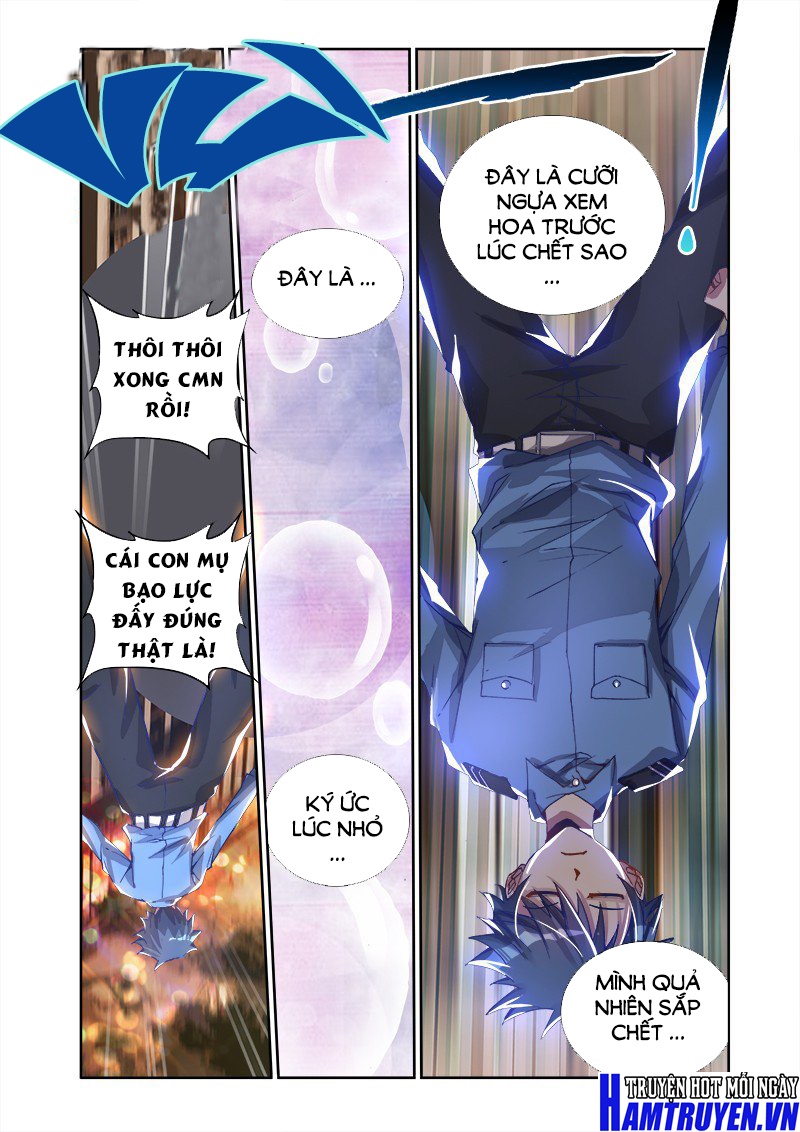 VÈO
THÔI THÔI
XONG CMN
RỒI!
CÁI CON MỤ
BẠO LỰC
ĐẤY ĐÚNG
THẬT LÀ!
ĐÂY LÀ ...
KÝ ỨC
LÚC NHỎ
...
ĐÂY LÀ CƯỠI
NGỰA XEM
HOA TRƯỚC
LÚC CHẾT SAO
...
MÌNH QUẢ
NHIÊN SẮP
CHẾT ...
TRUYỆN HOT MỖI NGÀY
HAMTRUYEN.VN